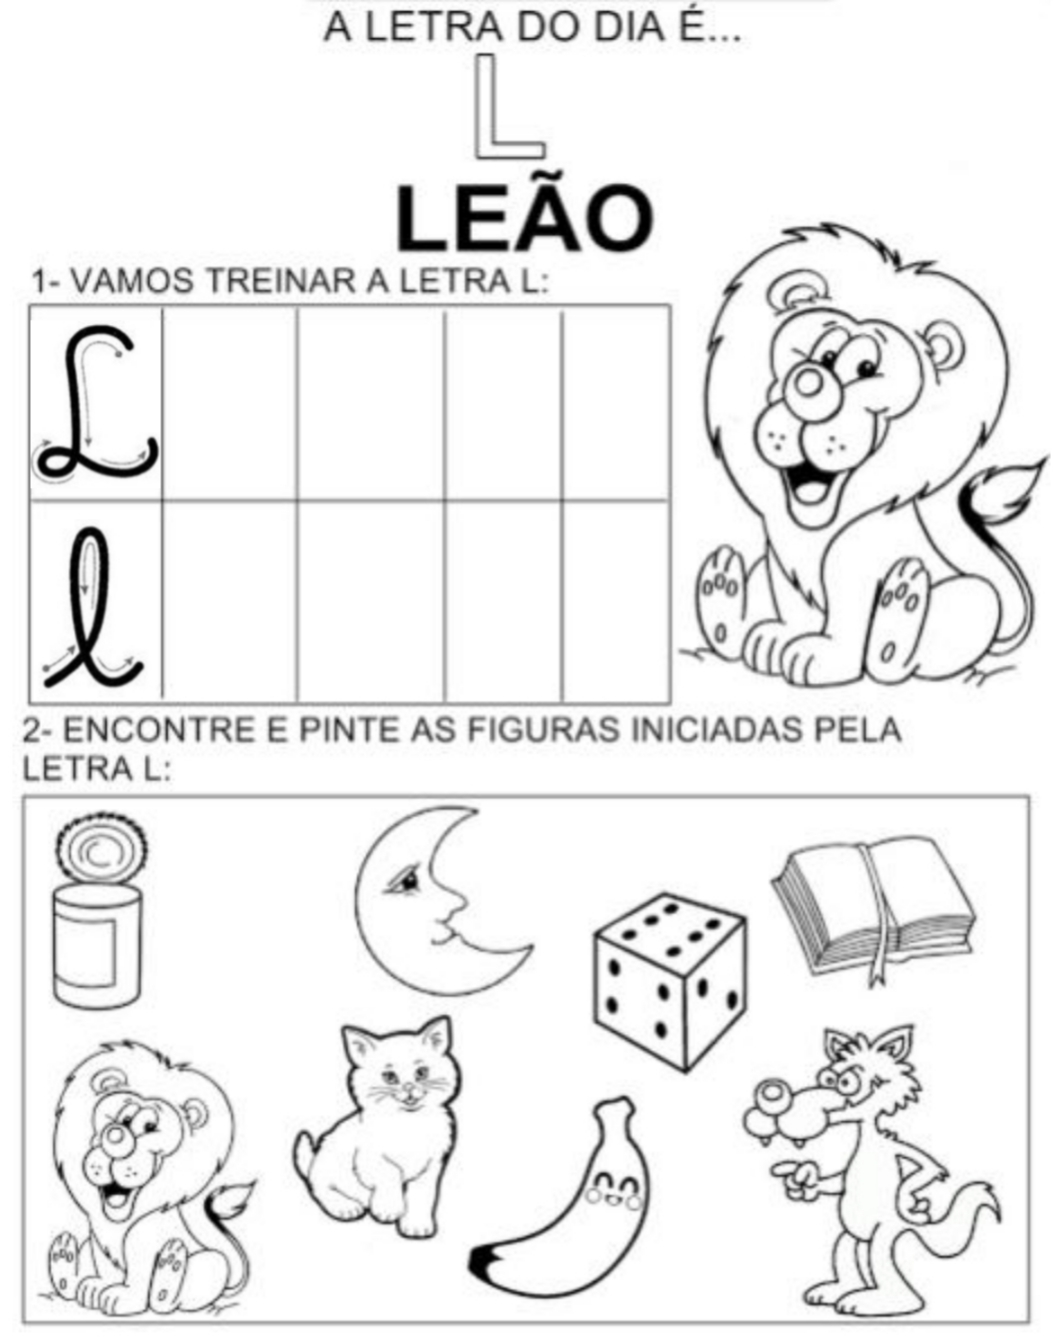 A LETRA DO DIA É...
L
LEÃO
1- VAMOS TREINAR A LETRA L:
L
l
2- ENCONTRE E PINTE AS FIGURAS INICIADAS PELA
LETRA L: